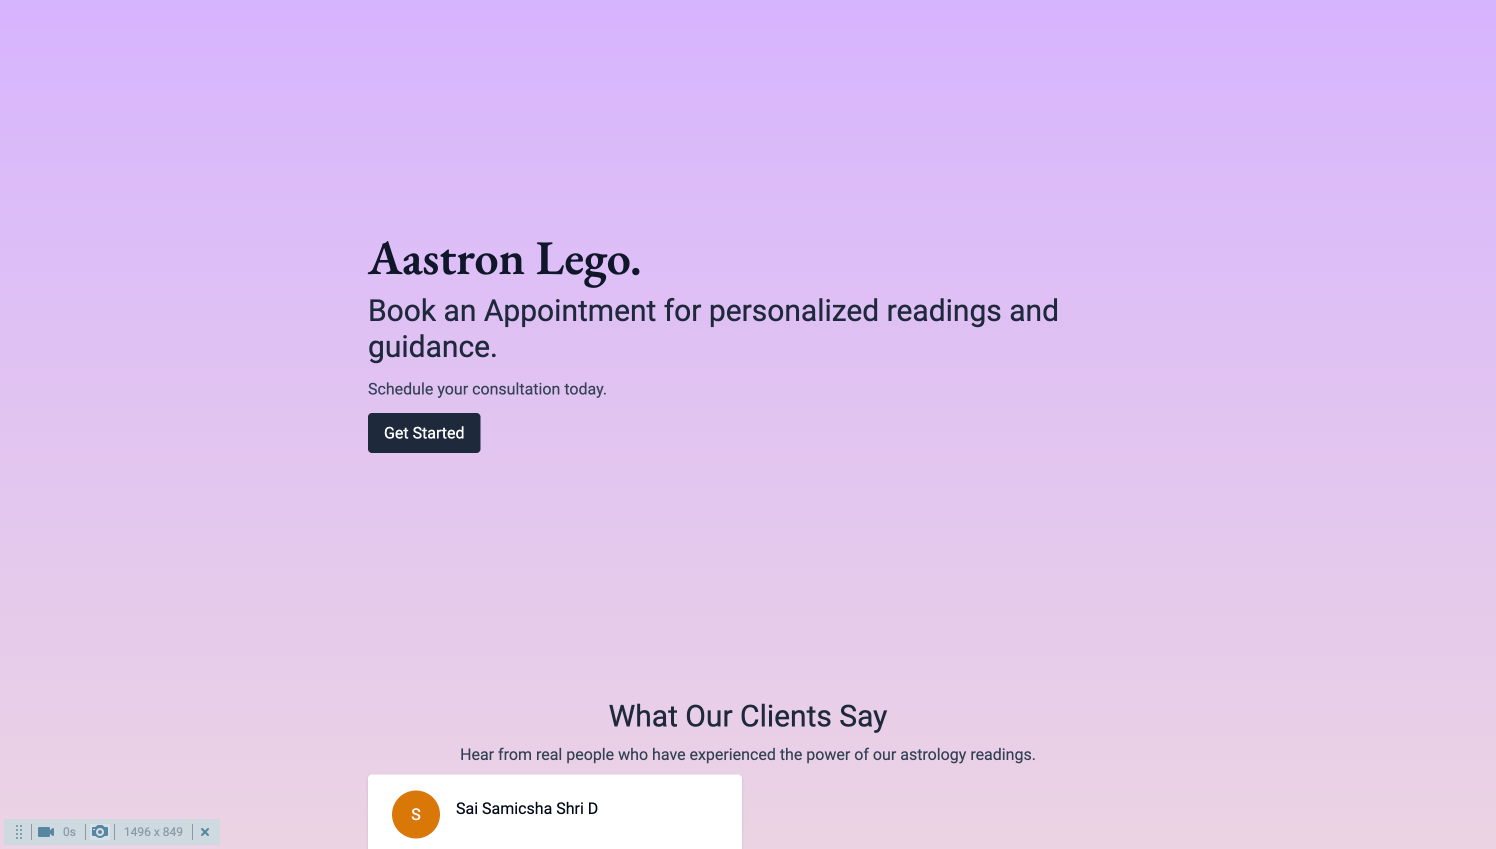 Aastron Lego.
Book an Appointment for personalized readings and
guidance.
Schedule your consultation today.
Get Started
What Our Clients Say
Hear from real people who have experienced the power of our astrology readings.
S
Sai Samicsha Shri D
0s
1496 x 849